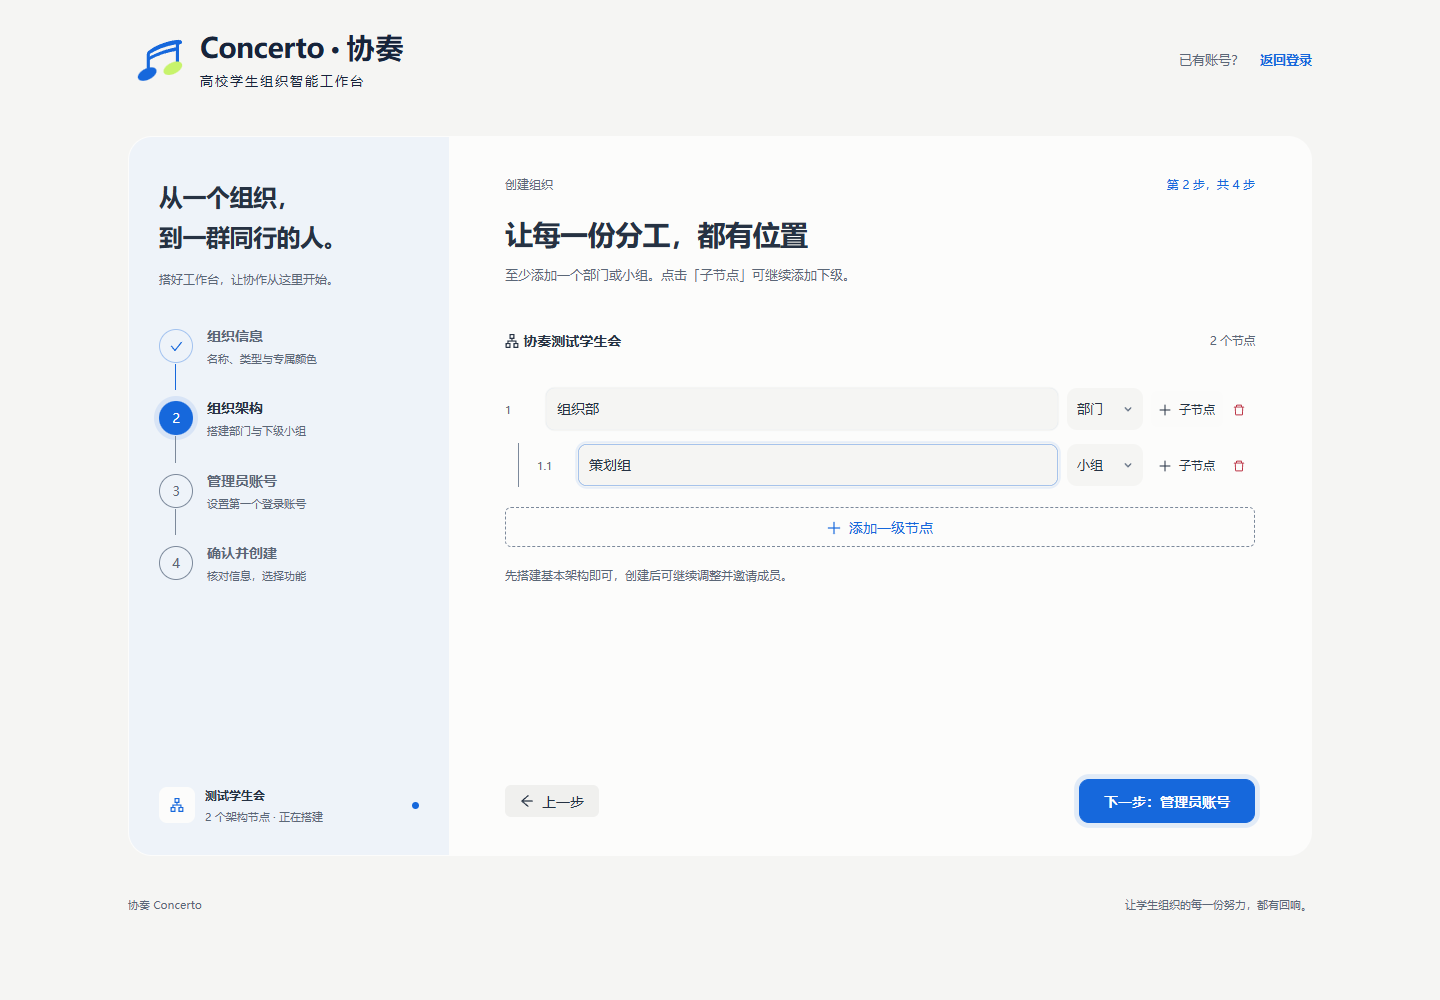 Concerto · 协奏
高校学生组织智能工作台
已有账号？ 返回登录
从一个组织，
到一群同行的人。
搭好工作台，让协作从这里开始。
组织信息
名称、类型与专属颜色
2
组织架构
搭建部门与下级小组
3
管理员账号
设置第一个登录账号
4
确认并创建
核对信息，选择功能
测试学生会
2 个架构节点 · 正在搭建
创建组织
第 2 步，共 4 步
让每一份分工，都有位置
至少添加一个部门或小组。点击「子节点」可继续添加下级。
协奏测试学生会
2 个节点
1 组织部 部门 子节点
1.1 策划组 小组 子节点
添加一级节点
先搭建基本架构即可，创建后可继续调整并邀请成员。
上一步
下一步：管理员账号
协奏 Concerto
让学生组织的每一份努力，都有回响。